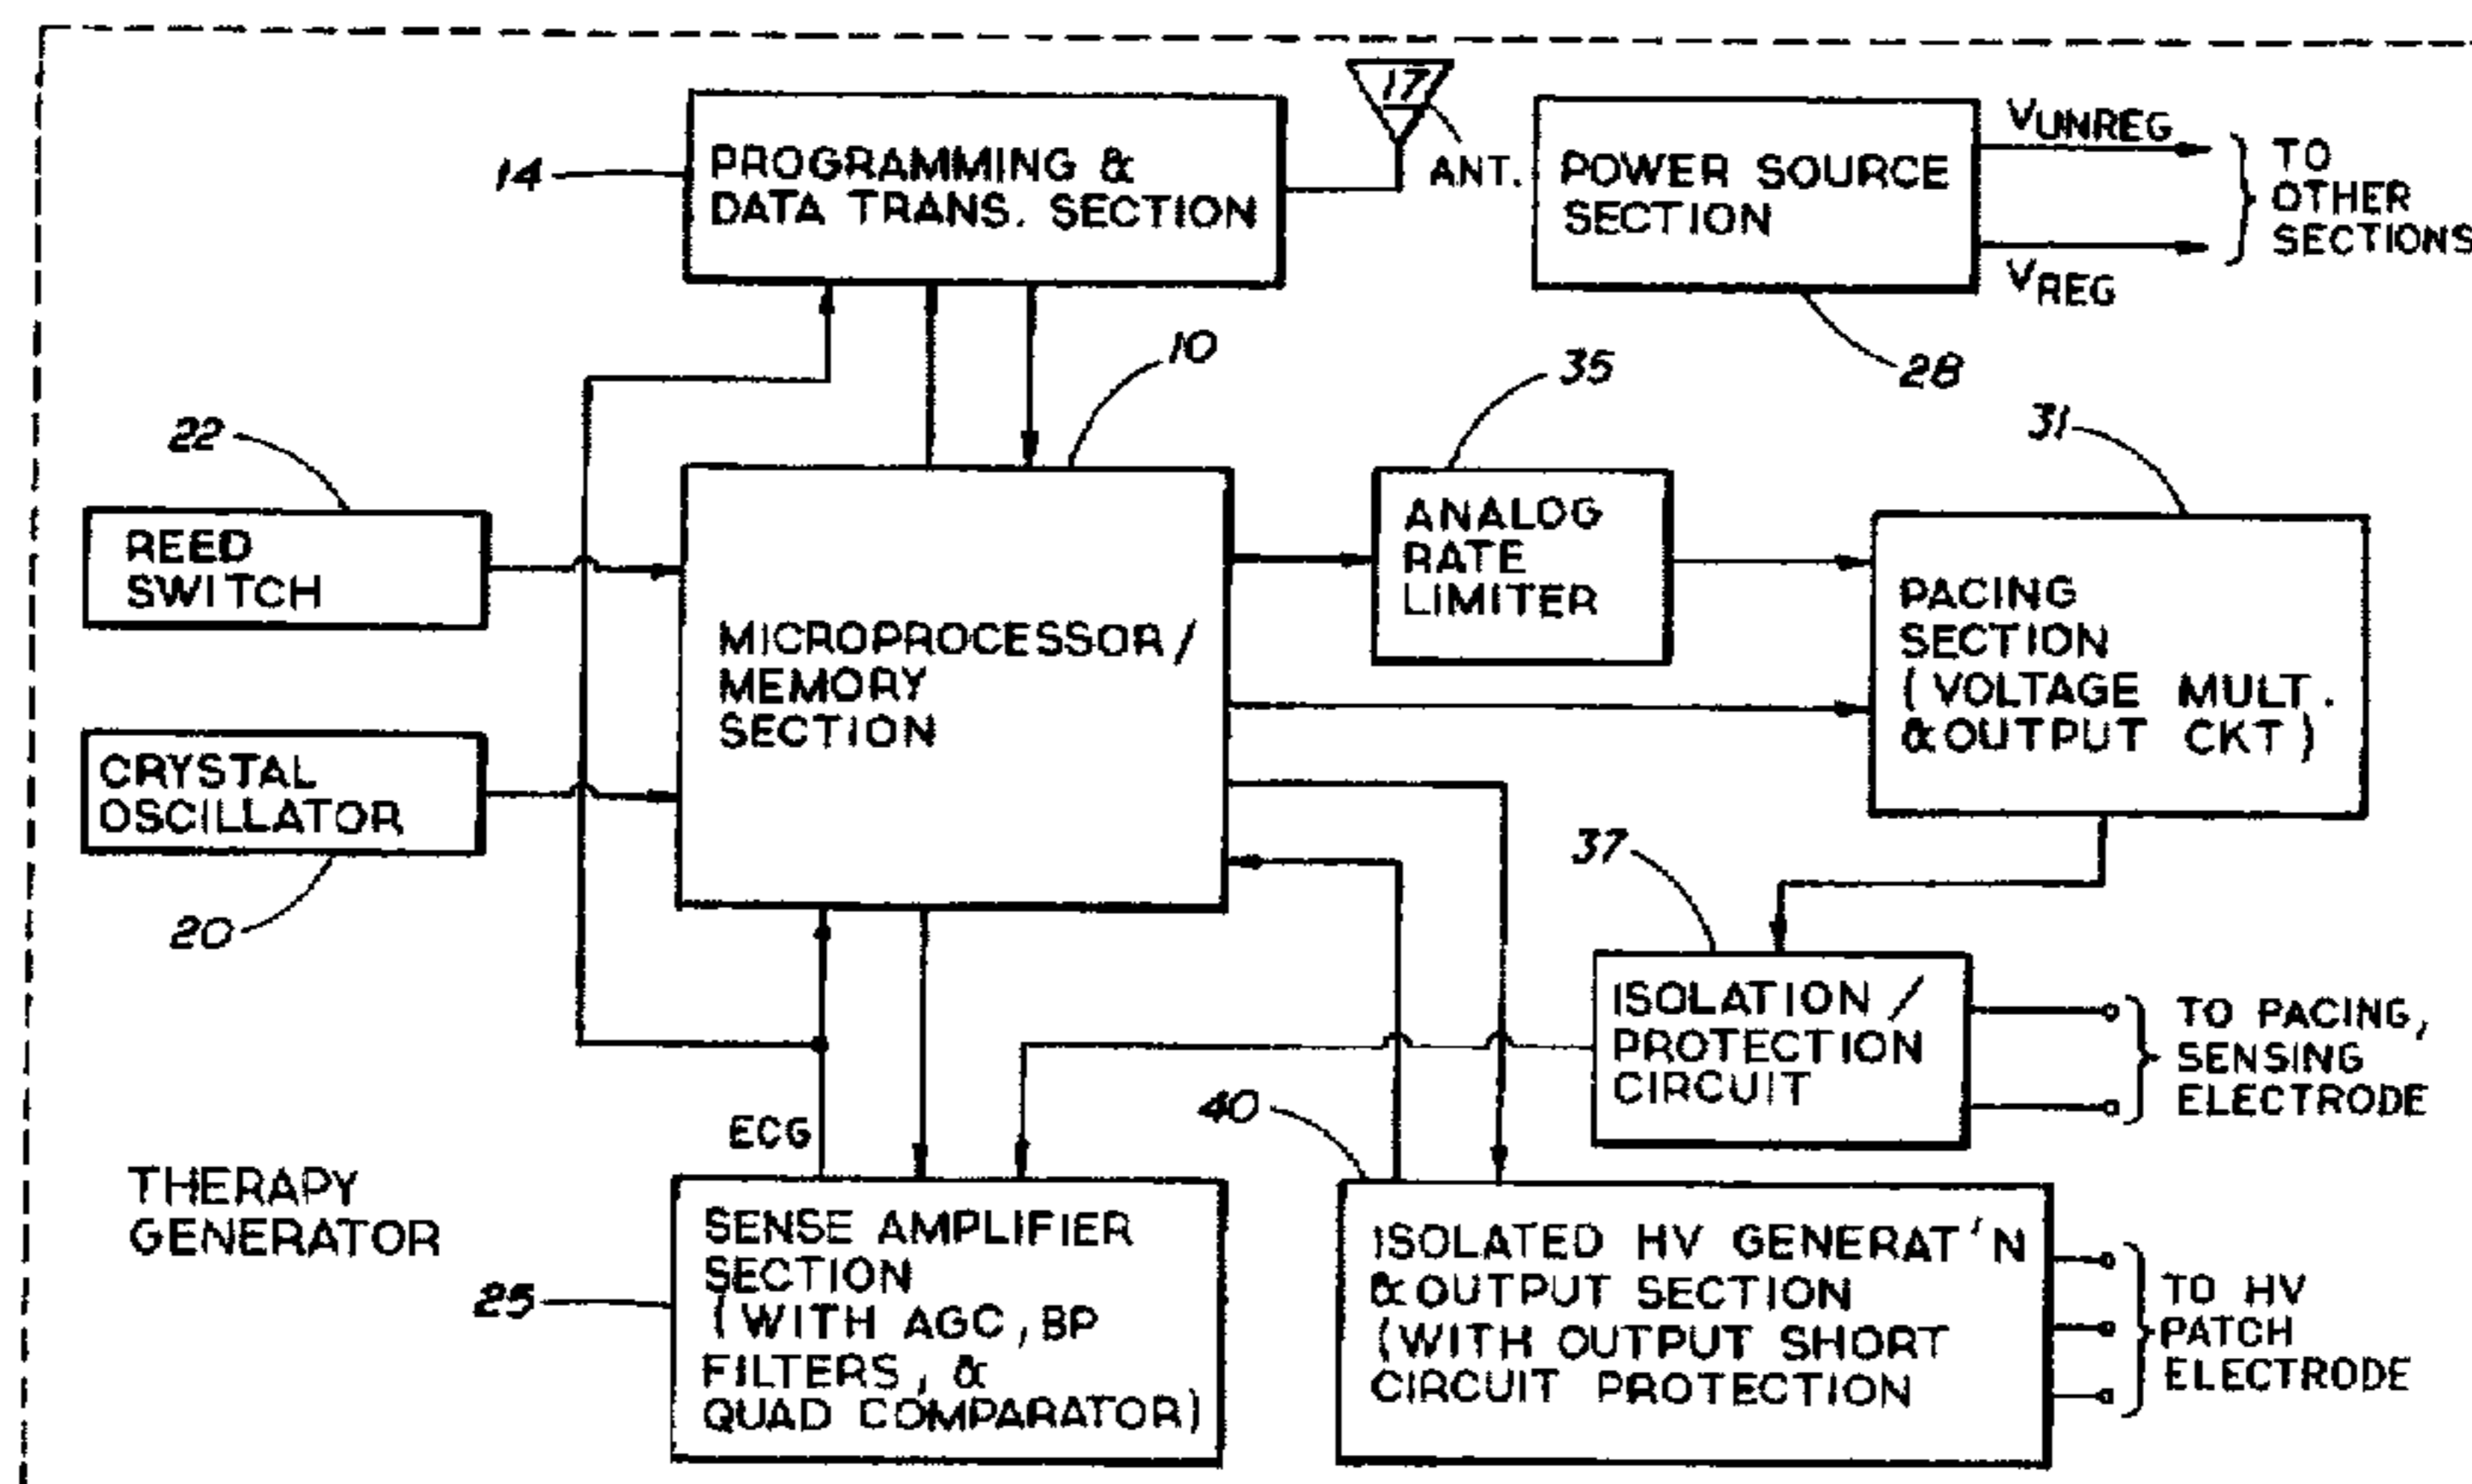 17
ANT.
14
PROGRAMMING &
DATA TRANS. SECTION
POWER SOURCE
SECTION
VUNREG
VREG
TO
OTHER
SECTIONS
28
10
35
31
22
REED
SWITCH
CRYSTAL
OSCILLATOR
20
MICROPROCESSOR/
MEMORY
SECTION
ANALOG
RATE
LIMITER
PACING
SECTION
(VOLTAGE MULT.
& OUTPUT CKT)
37
ISOLATION/
PROTECTION
CIRCUIT
TO PACING,
SENSING
ELECTRODE
ECG
40
THERAPY
GENERATOR
25
SENSE AMPLIFIER
SECTION
(WITH AGC, BP
FILTERS, &
QUAD COMPARATOR)
ISOLATED HV GENERAT'N
& OUTPUT SECTION
(WITH OUTPUT SHORT
CIRCUIT PROTECTION
TO HV
PATCH
ELECTRODE